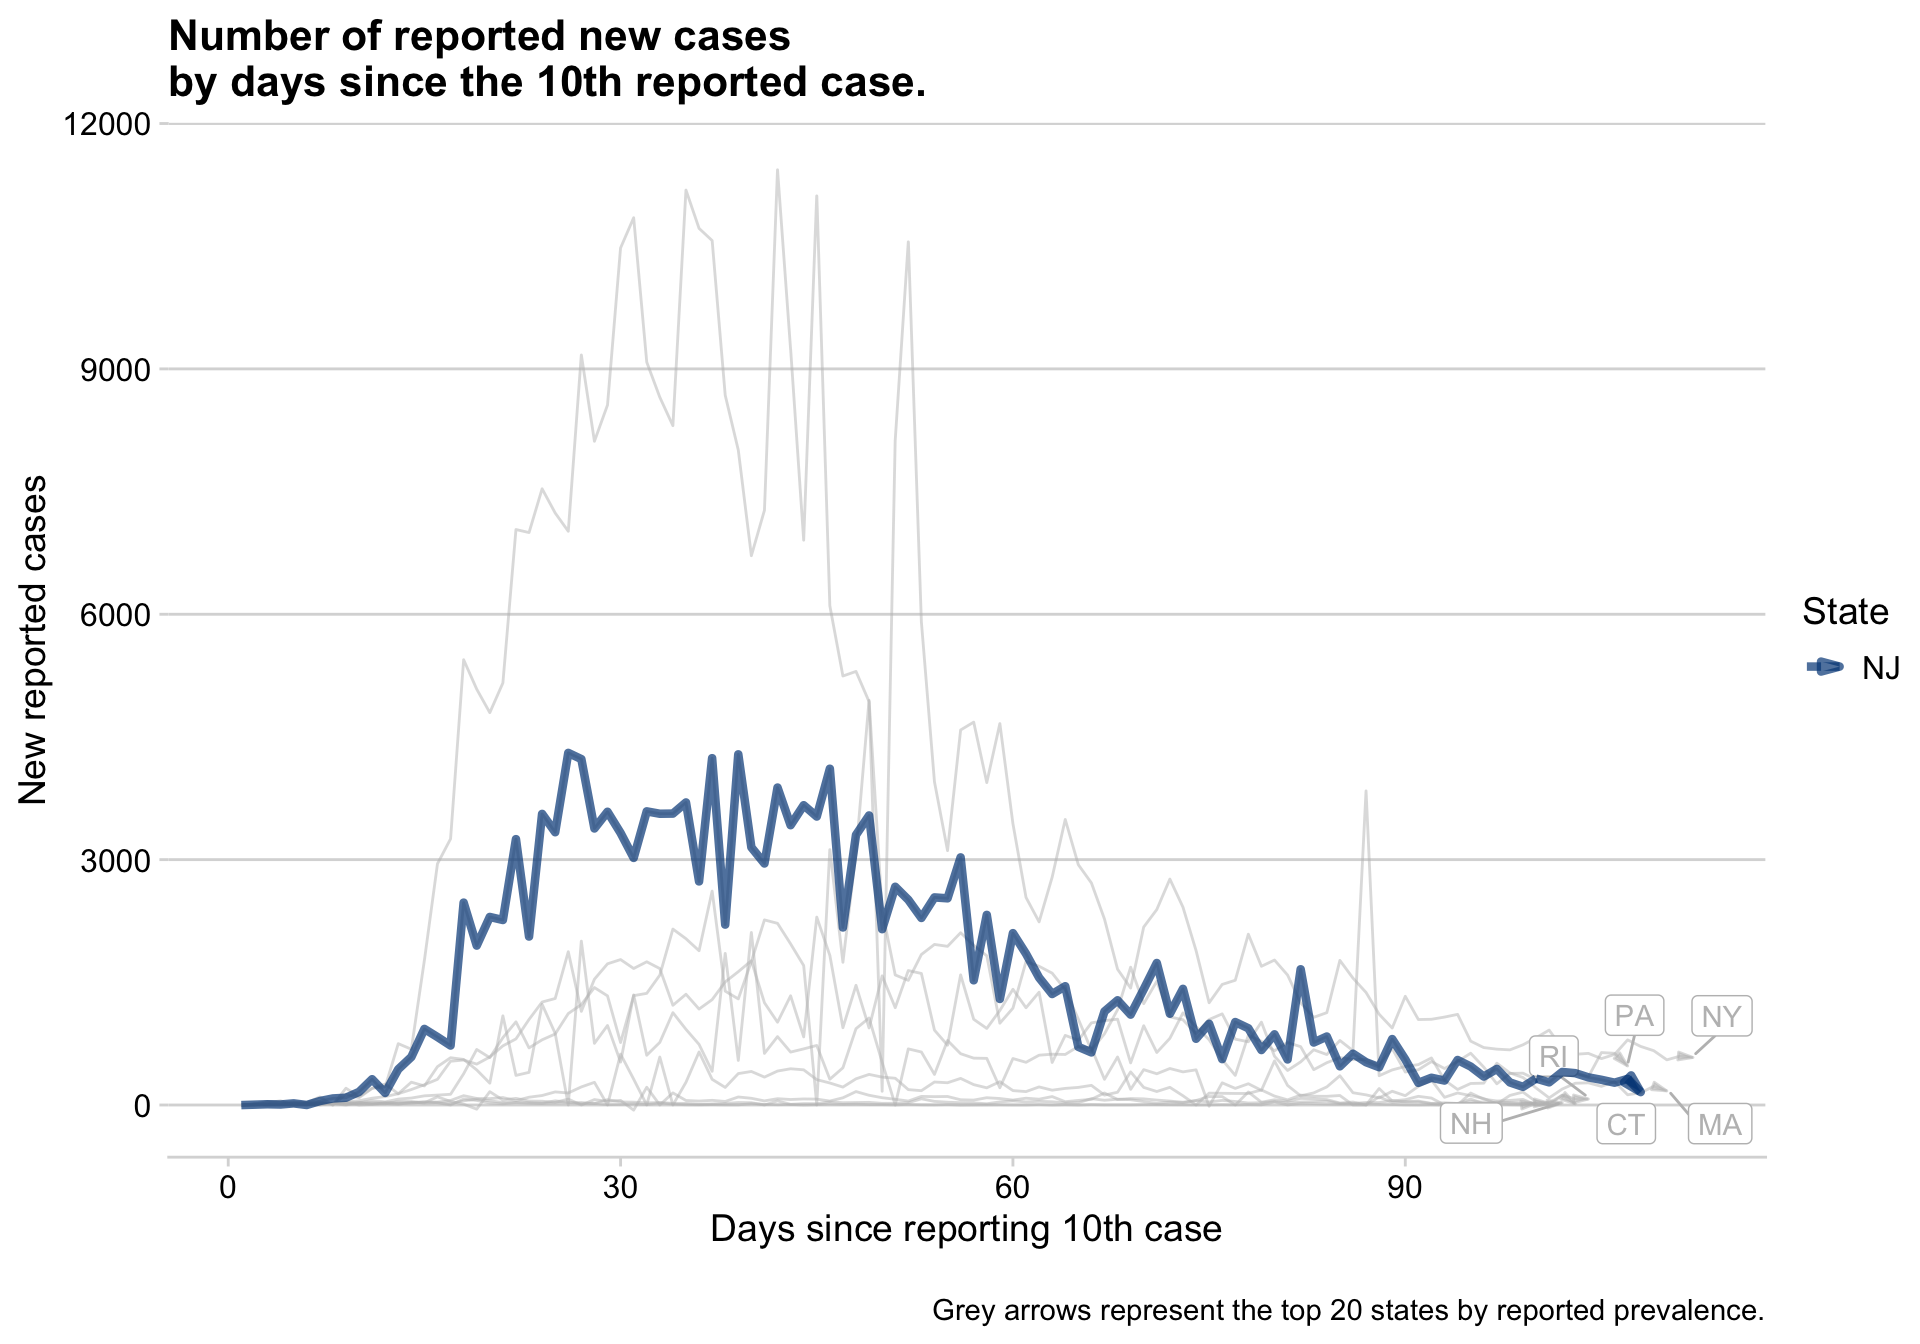 Number of reported new cases
by days since the 10th reported case.
12000
9000
6000
3000
0
New reported cases
0
30
60
90
Days since reporting 10th case
PA
NY
RI
NH
CT
MA
State
NJ
Grey arrows represent the top 20 states by reported prevalence.